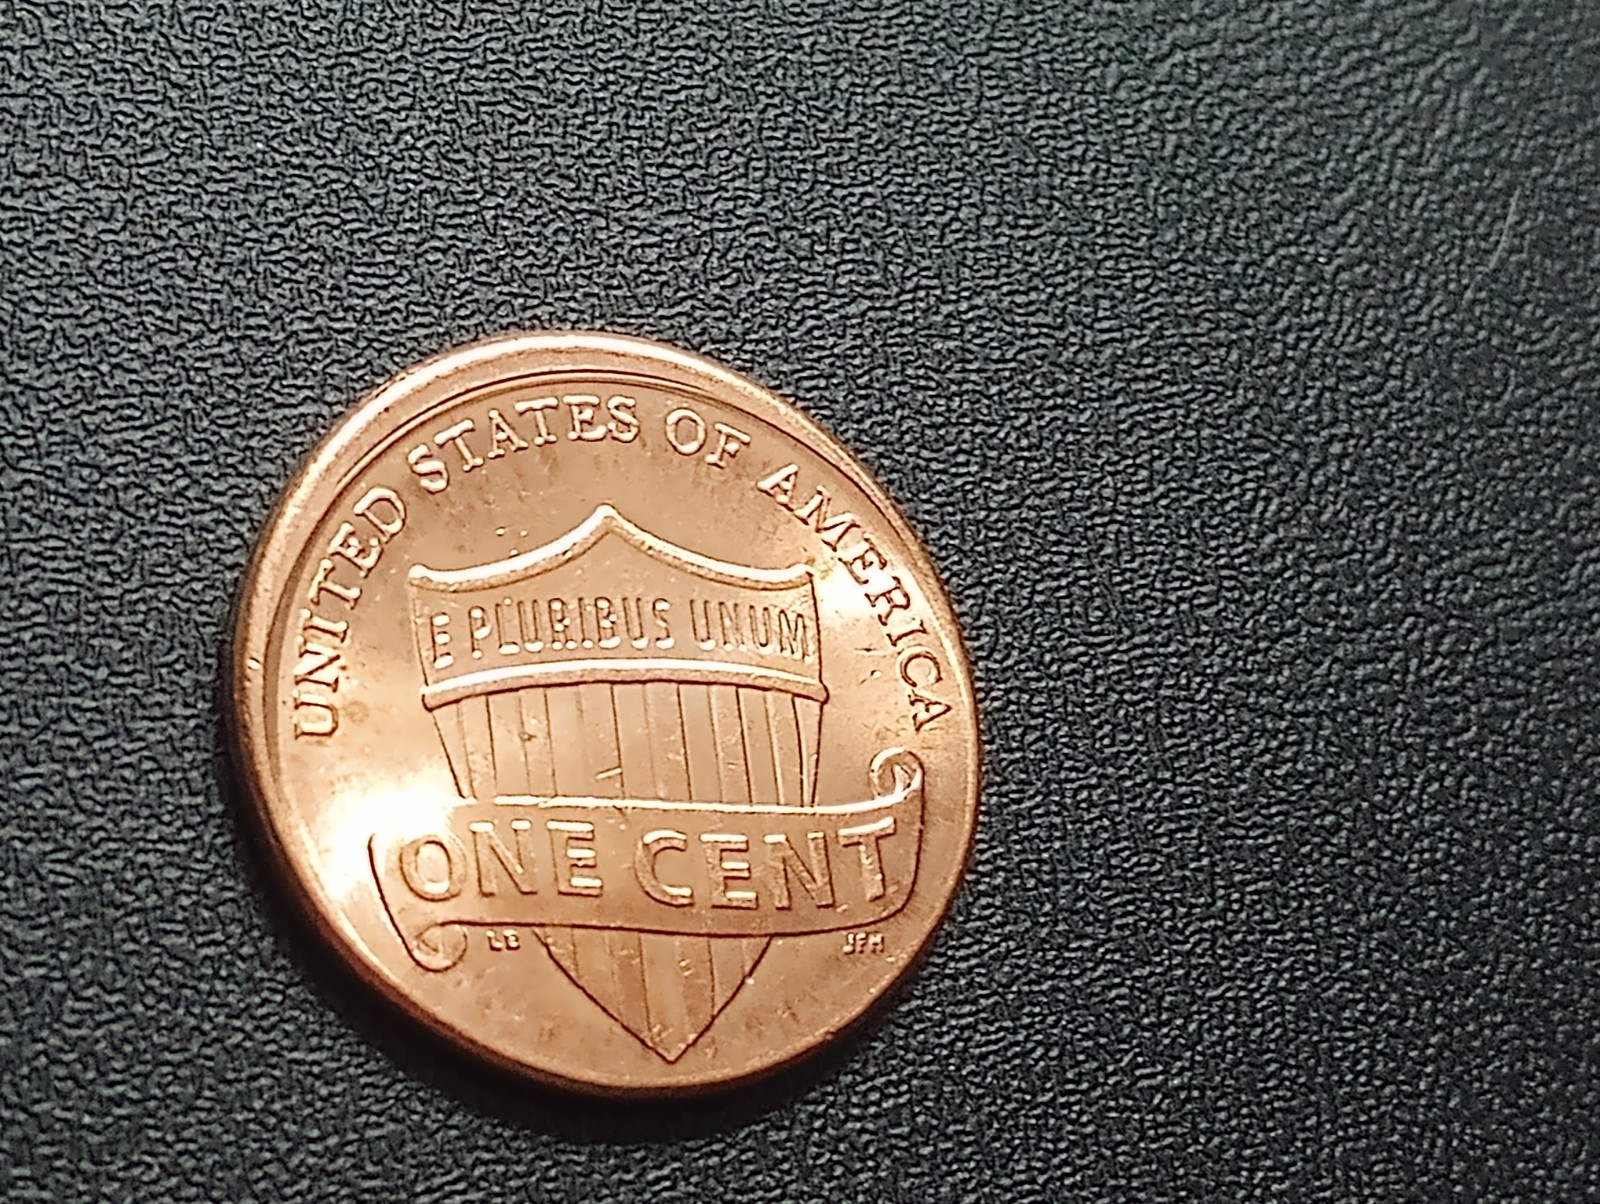 UNITED STATES OF AMERICA
E PLURIBUS UNUM
ONE CENT
LB JFM